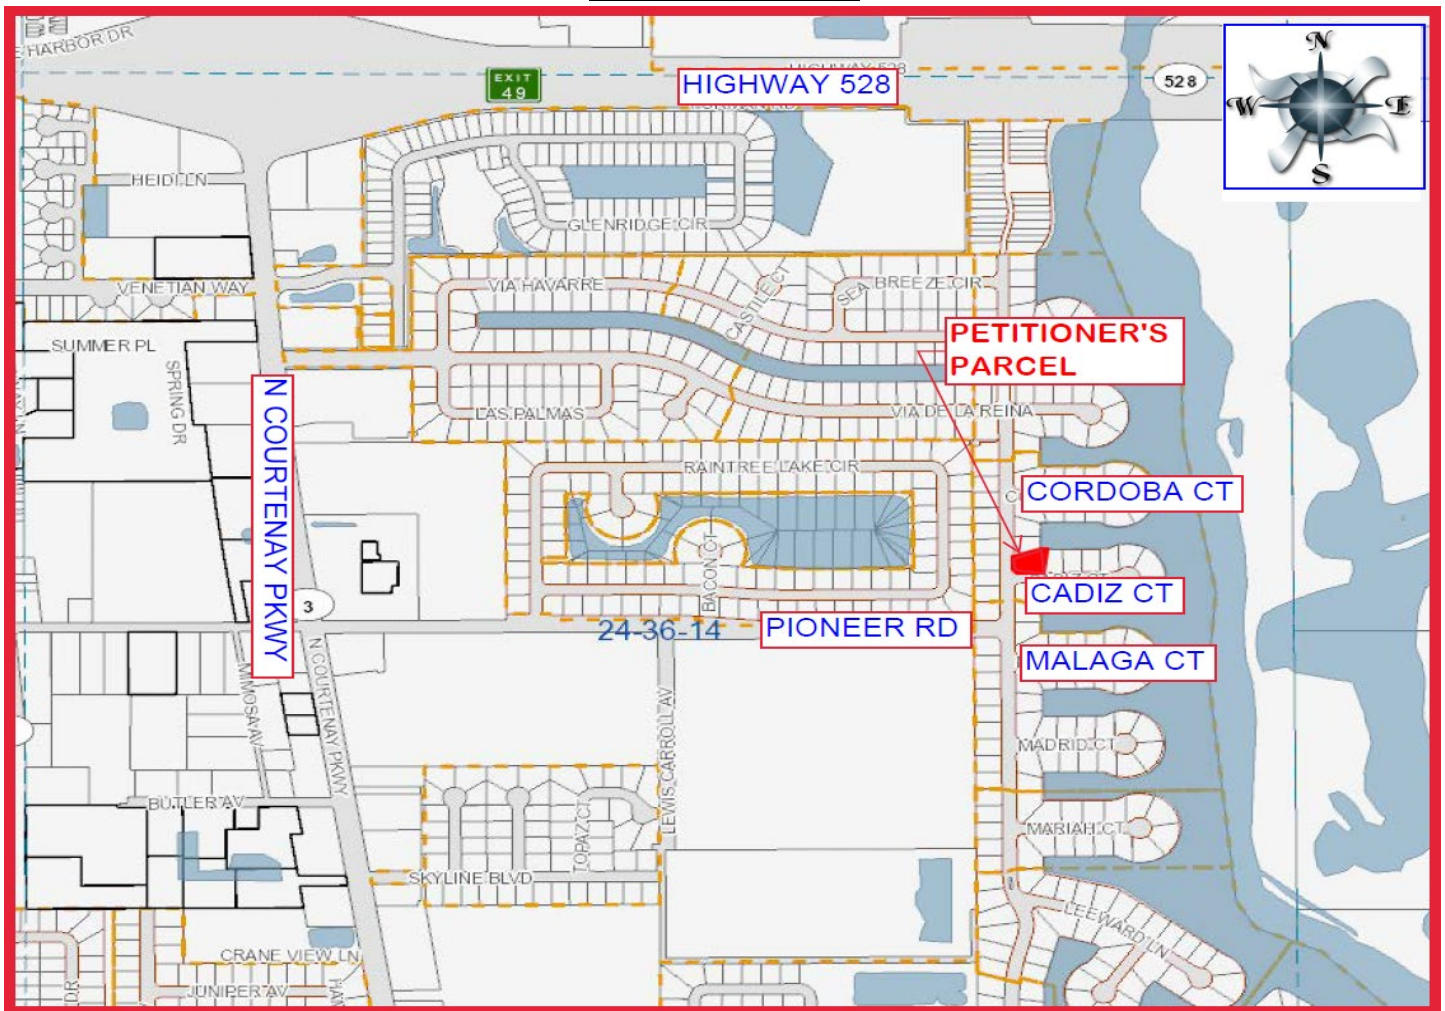 HARBOR DR
N
EXIT
49
HIGHWAY 528
HIGHWAY 528
528
W
E
S
HEIDI LN
GLENRIDGE CIR
VENETIAN WAY
VIA HAVARRE
CASTILE CT
SEA BREEZE CIR
PETITIONER'S
PARCEL
SUMMER PL
SPRING DR
N COURTENAY PKWY
LAS PALMAS
VIA DE LA REINA
RAINTREE LAKE CIR
CORDOBA CT
BACON CT
CADIZ CT
3
24-36-14
PIONEER RD
N COURTENAY PKWY
MIMOSA AV
MALAGA CT
LEWIS CARROLL AV
MADRID CT
BUTLER AV
TOPAZ CT
MARIAH CT
SKYLINE BLVD
LEEWARD LN
CRANE VIEW LN
JUNIPER AV
DR